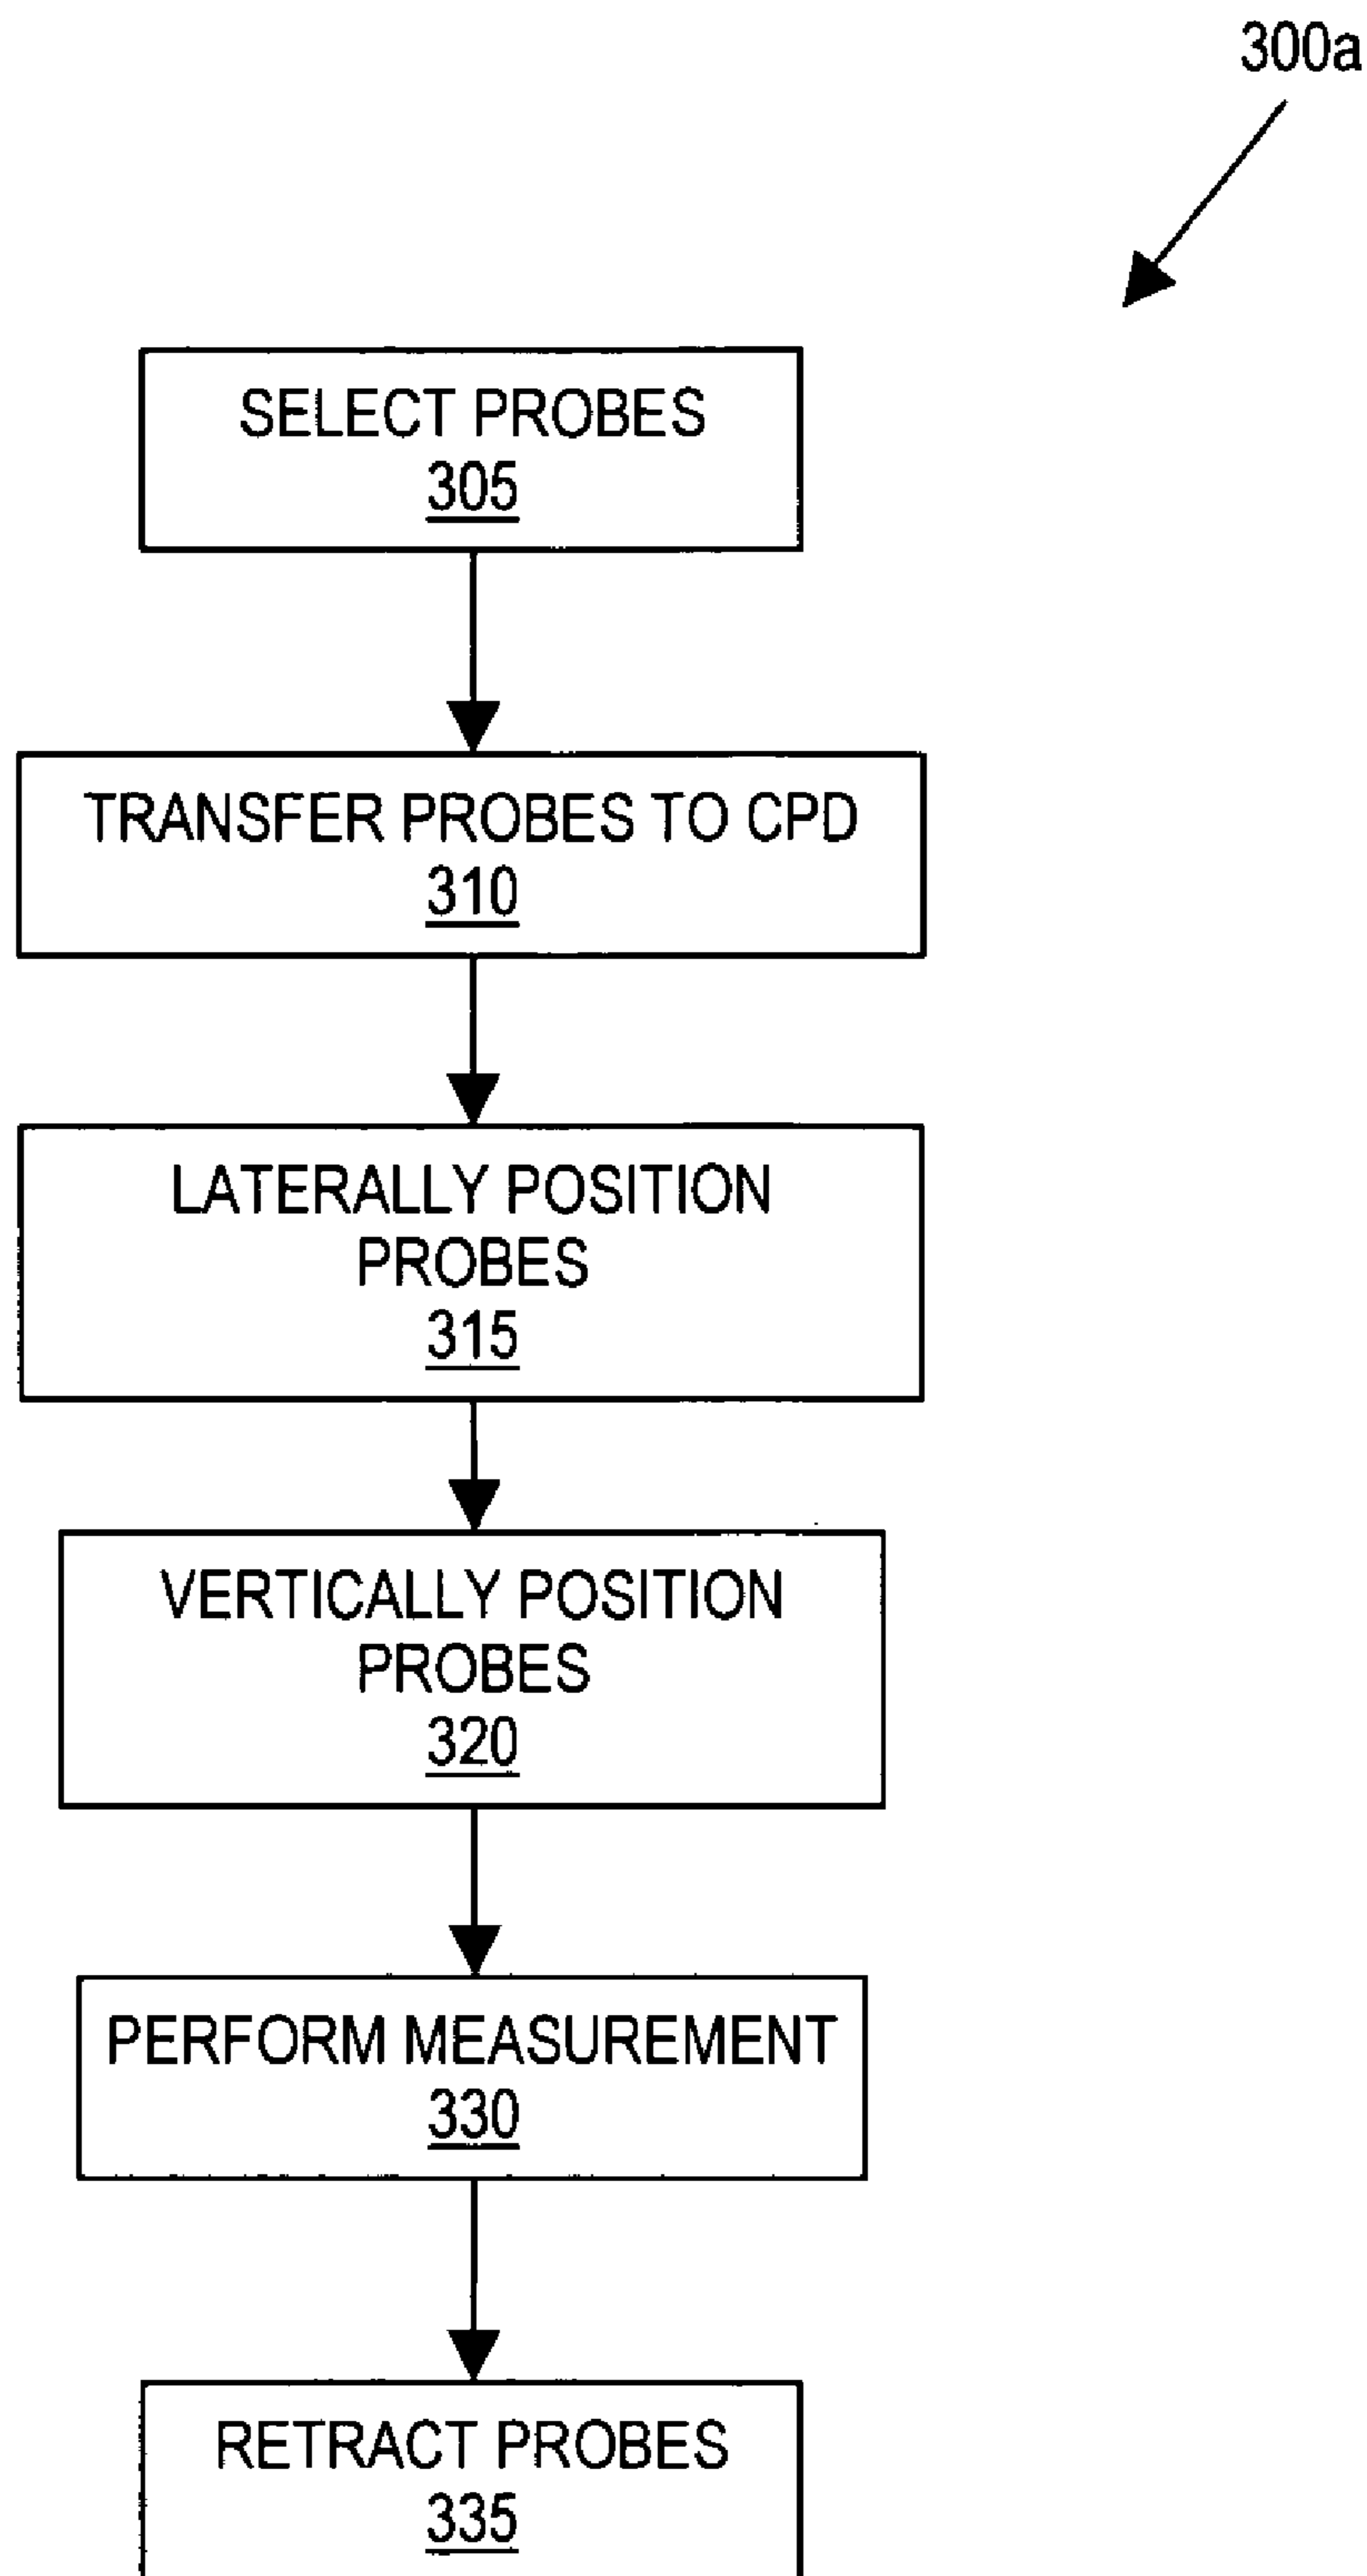 300a
SELECT PROBES
305
TRANSFER PROBES TO CPD
310
LATERALLY POSITION
PROBES
315
VERTICALLY POSITION
PROBES
320
PERFORM MEASUREMENT
330
RETRACT PROBES
335